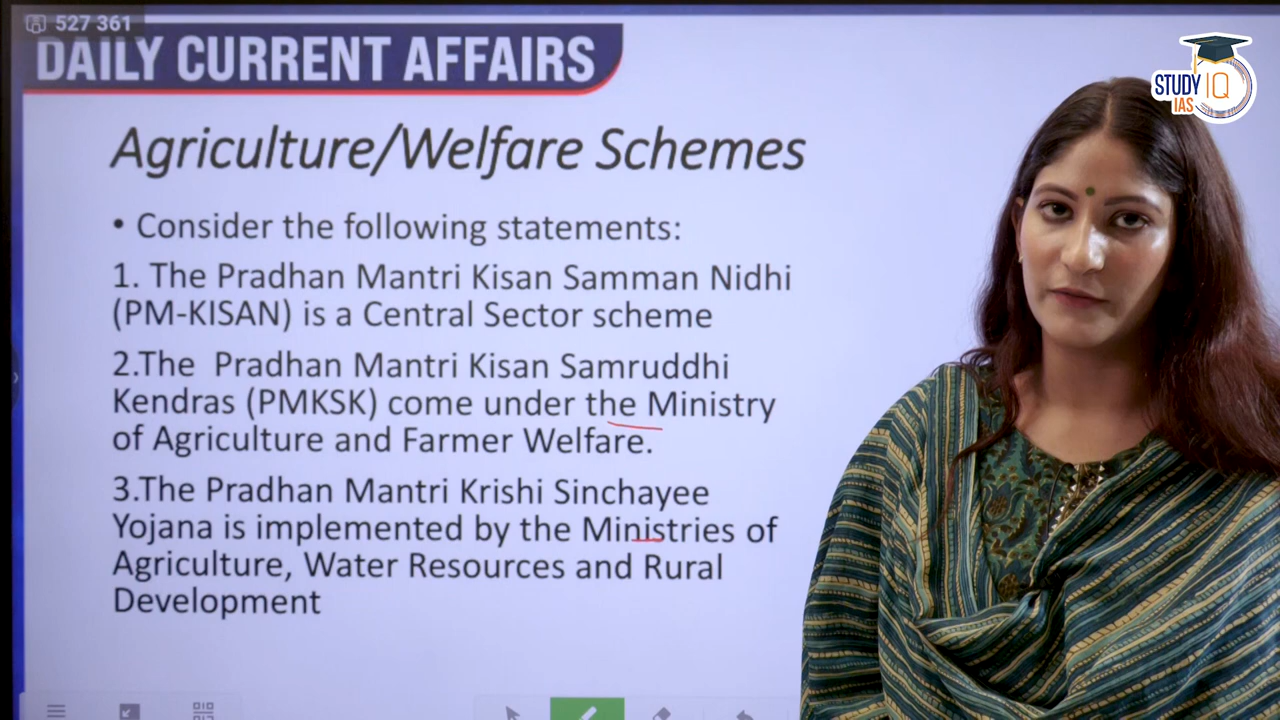 527 361
DAILY CURRENT AFFAIRS
STUDY IQ
IAS
Agriculture/Welfare Schemes
• Consider the following statements:
1. The Pradhan Mantri Kisan Samman Nidhi
(PM-KISAN) is a Central Sector scheme
2.The Pradhan Mantri Kisan Samruddhi
Kendras (PMKSK) come under the Ministry
of Agriculture and Farmer Welfare.
3.The Pradhan Mantri Krishi Sinchayee
Yojana is implemented by the Ministries of
Agriculture, Water Resources and Rural
Development